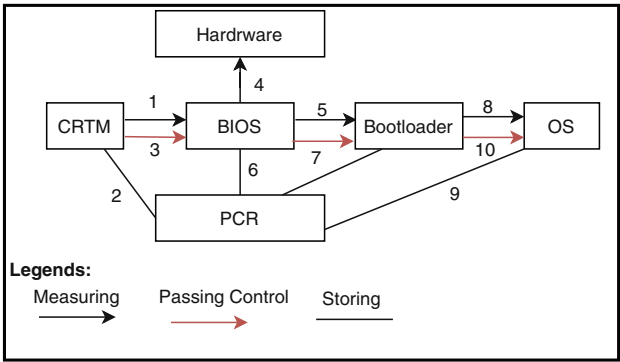 Hardrware
4
1
5
8
CRTM
BIOS
Bootloader
OS
3
7
10
6
2
9
PCR
Legends:
Measuring
Passing Control
Storing